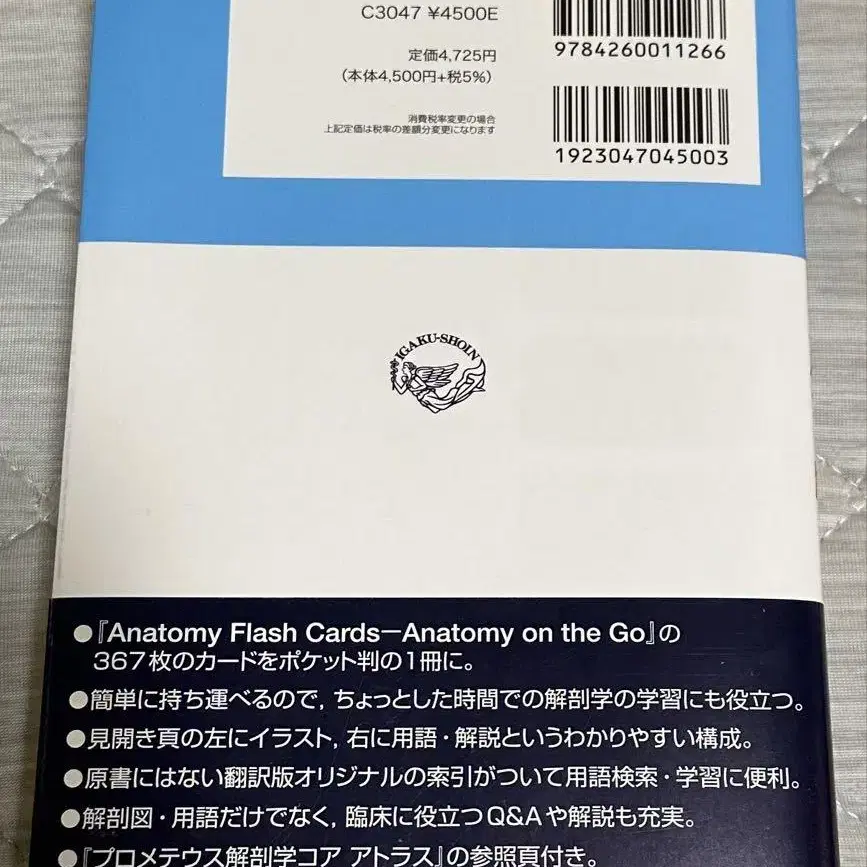 C3047 ¥4500E
9784260011266
定価4,725円
（本体4,500円+税5%）
消費税率変更の場合
上記定価は税率の差額分変更になります
1923047045003
IGAKU-SHOIN
●『Anatomy Flash Cards—Anatomy on the Go』の
367枚のカードをポケット判の1冊に。
●簡単に持ち運べるので，ちょっとした時間での解剖学の学習にも役立つ。
●見開き頁の左にイラスト，右に用語・解説というわかりやすい構成。
●原書にはない翻訳版オリジナルの索引がついて用語検索・学習に便利。
●解剖図・用語だけでなく，臨床に役立つQ&Aや解説も充実。
●『プロメテウス解剖学コア アトラス』の参照頁付き。